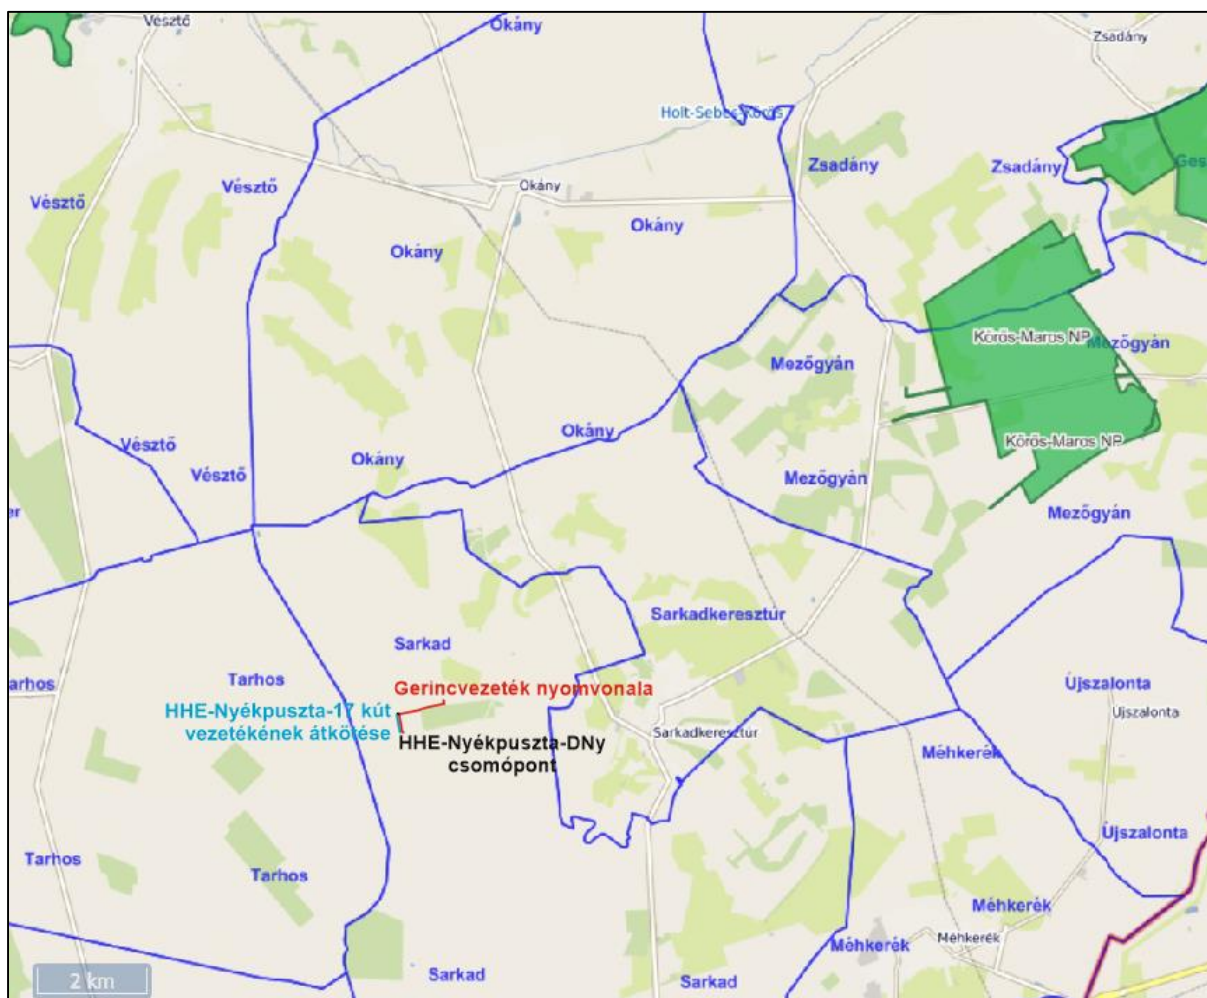 Vésztő
Okány
Zsadány
Holt-Sebes-Körös
Zsadány
Zsadány
Ges
Vésztő
Vésztő
Okány
Okány
Okány
Körös-Maros NP
Mezőgyán
Mezőgyán
Okány
Vésztő
Okány
Körös-Maros NP
Vésztő
Mezőgyán
er
Mezőgyán
Sarkadkeresztúr
Sarkad
Tarhos
arhos
Újszalonta
Gerincvezeték nyomvonala
HHE-Nyékpuszta-17 kút
vezetékének átkötése
Újszalonta
Sarkadkeresztúr
HHE-Nyékpuszta-DNy
csomópont
Méhkerék
Újszalonta
Tarhos
Tarhos
Méhkerék
Méhkerék
Méhkerék
Sarkad
Sarkad
2 km